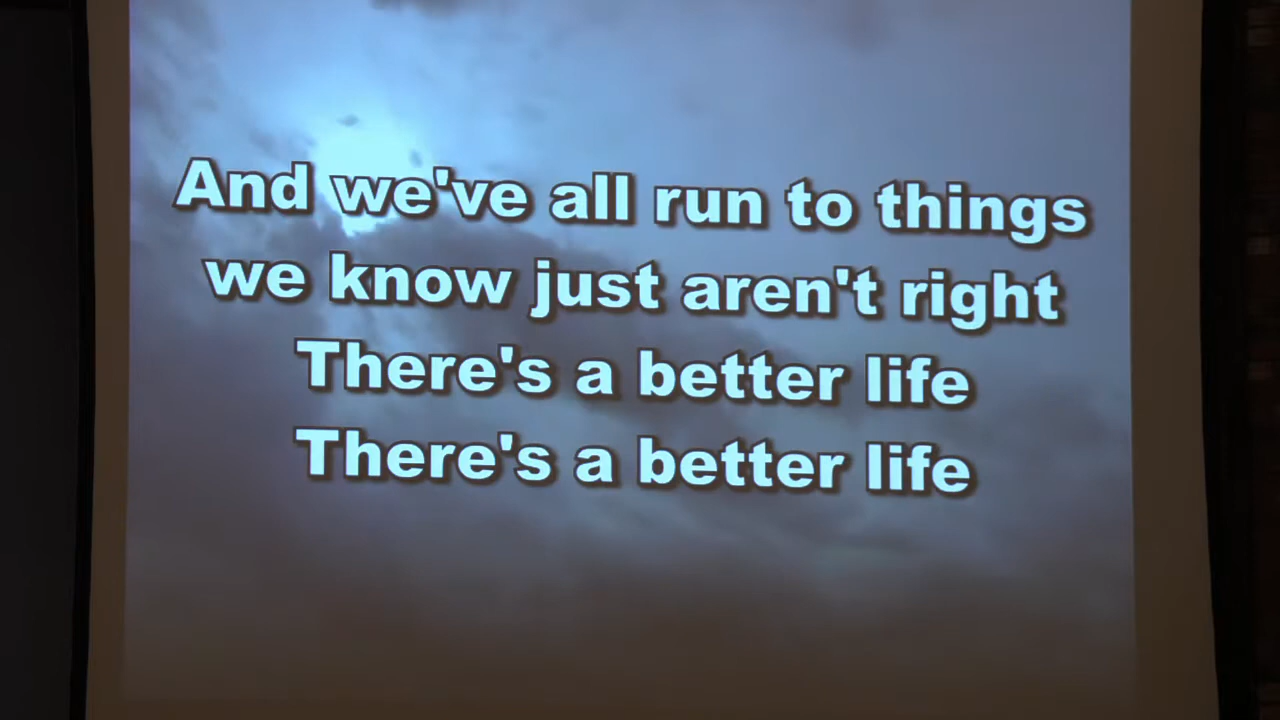 And we've all run to things
we know just aren't right
There's a better life
There's a better life